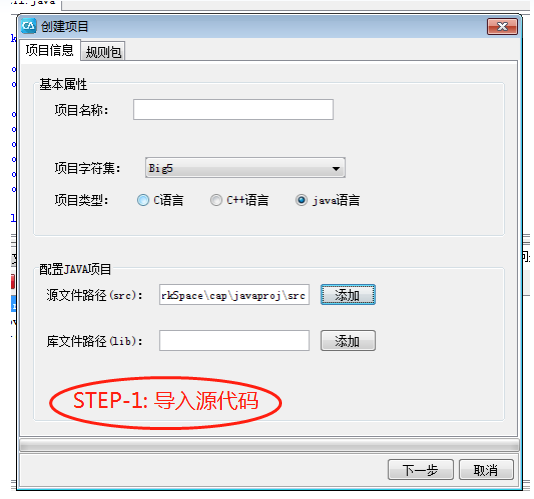 创建项目
项目信息 规则包
基本属性
项目名称:
项目字符集: Big5
项目类型: C语言 C++语言 java语言
配置JAVA项目
源文件路径(src): rkSpace\cap\javaproj\src 添加
库文件路径(lib): 添加
STEP-1: 导入源代码
下一步 取消